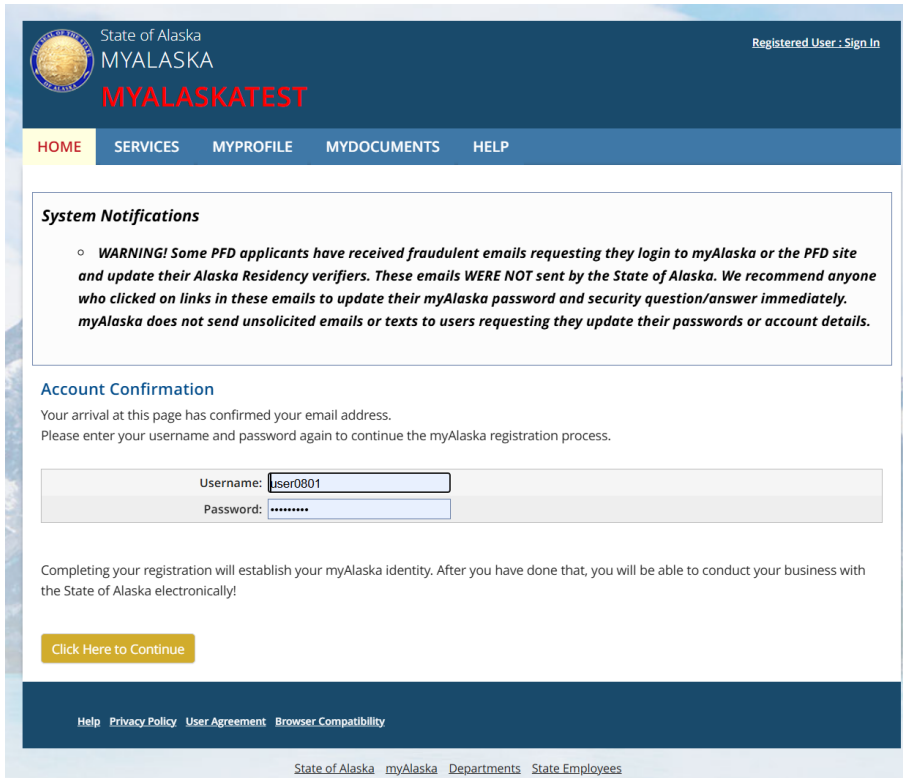 State of Alaska
MYALASKA
MYALASKATEST
Registered User : Sign In
HOME SERVICES MYPROFILE MYDOCUMENTS HELP
System Notifications
WARNING! Some PFD applicants have received fraudulent emails requesting they login to myAlaska or the PFD site
and update their Alaska Residency verifiers. These emails WERE NOT sent by the State of Alaska. We recommend anyone
who clicked on links in these emails to update their myAlaska password and security question/answer immediately.
myAlaska does not send unsolicited emails or texts to users requesting they update their passwords or account details.
Account Confirmation
Your arrival at this page has confirmed your email address.
Please enter your username and password again to continue the myAlaska registration process.
Username: user0801
Password: •••••••••
Completing your registration will establish your myAlaska identity. After you have done that, you will be able to conduct your business with
the State of Alaska electronically!
Click Here to Continue
Help Privacy Policy User Agreement Browser Compatibility
State of Alaska myAlaska Departments State Employees